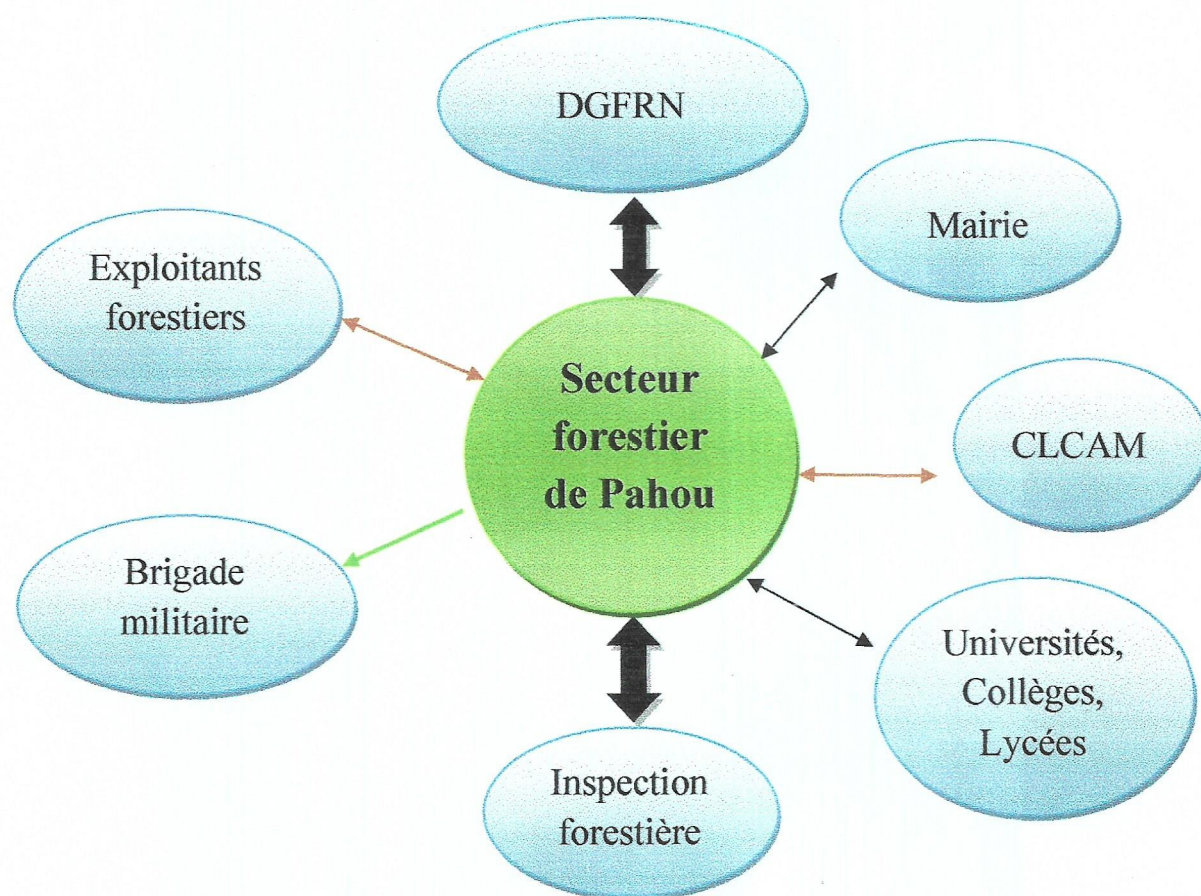 DGFRN
Mairie
Exploitants
forestiers
Secteur
forestier
de Pahou
CLCAM
Brigade
militaire
Universités,
Collèges,
Lycées
Inspection
forestière